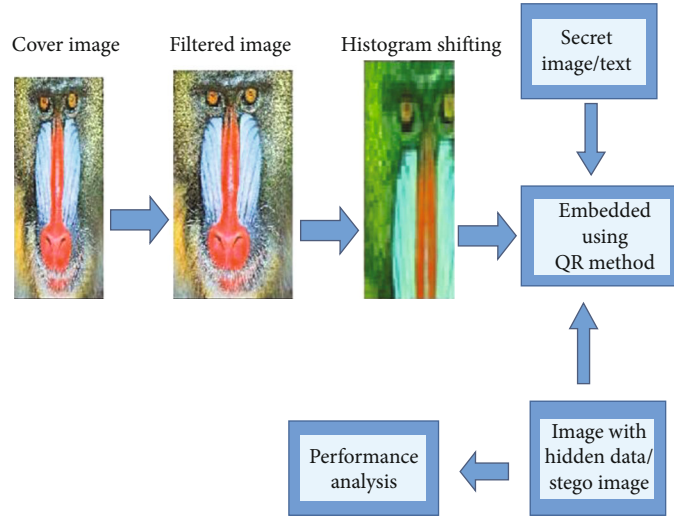 Cover image
Filtered image
Histogram shifting
Secret
image/text
Embedded
using
QR method
Performance
analysis
Image with
hidden data/
stego image